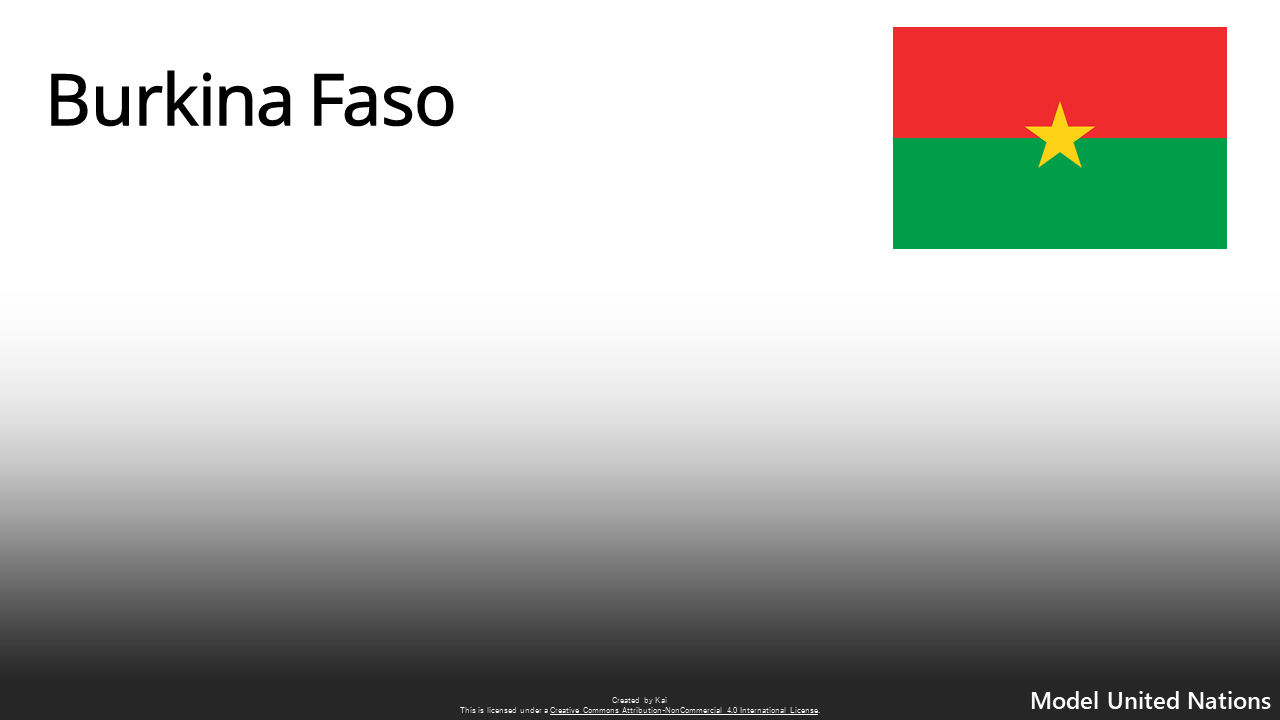 Burkina Faso
Created by Kai
This is licensed under a Creative Commons Attribution-NonCommercial 4.0 International License.
Model United Nations